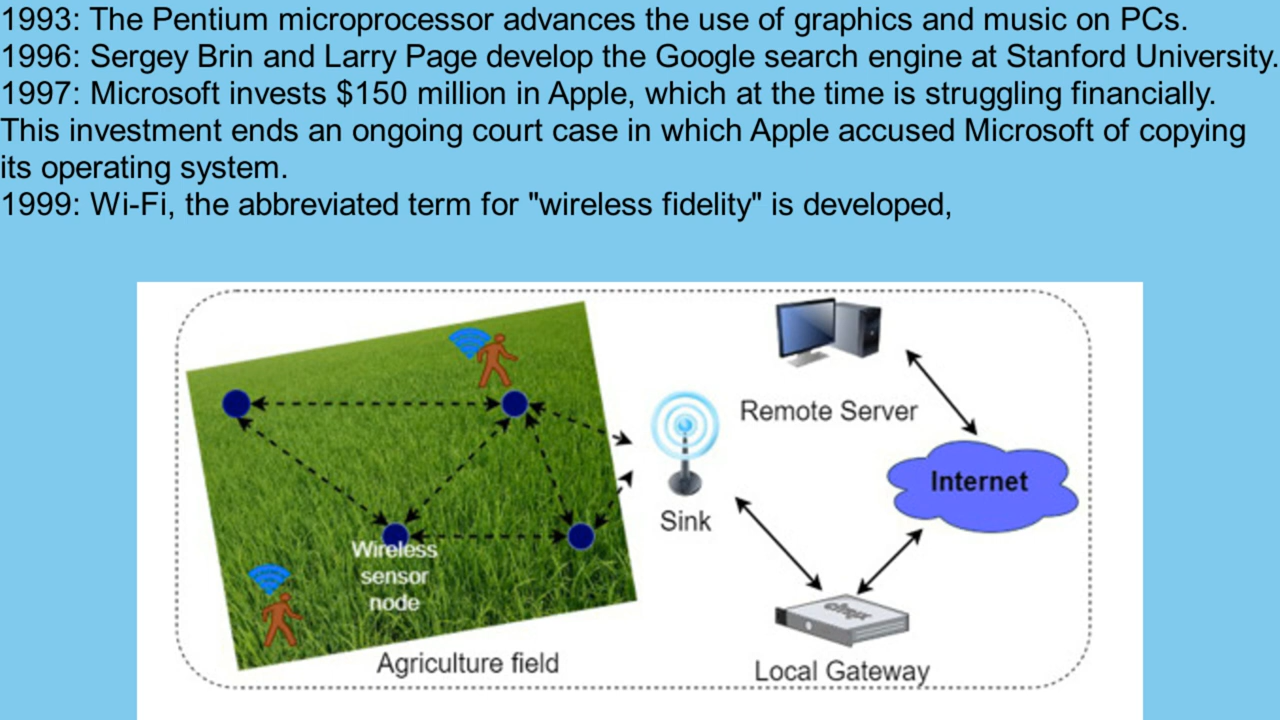 1993: The Pentium microprocessor advances the use of graphics and music on PCs.
1996: Sergey Brin and Larry Page develop the Google search engine at Stanford University.
1997: Microsoft invests $150 million in Apple, which at the time is struggling financially.
This investment ends an ongoing court case in which Apple accused Microsoft of copying
its operating system.
1999: Wi-Fi, the abbreviated term for "wireless fidelity" is developed,
Remote Server
Internet
Sink
Wireless
sensor
node
citrix
Agriculture field
Local Gateway